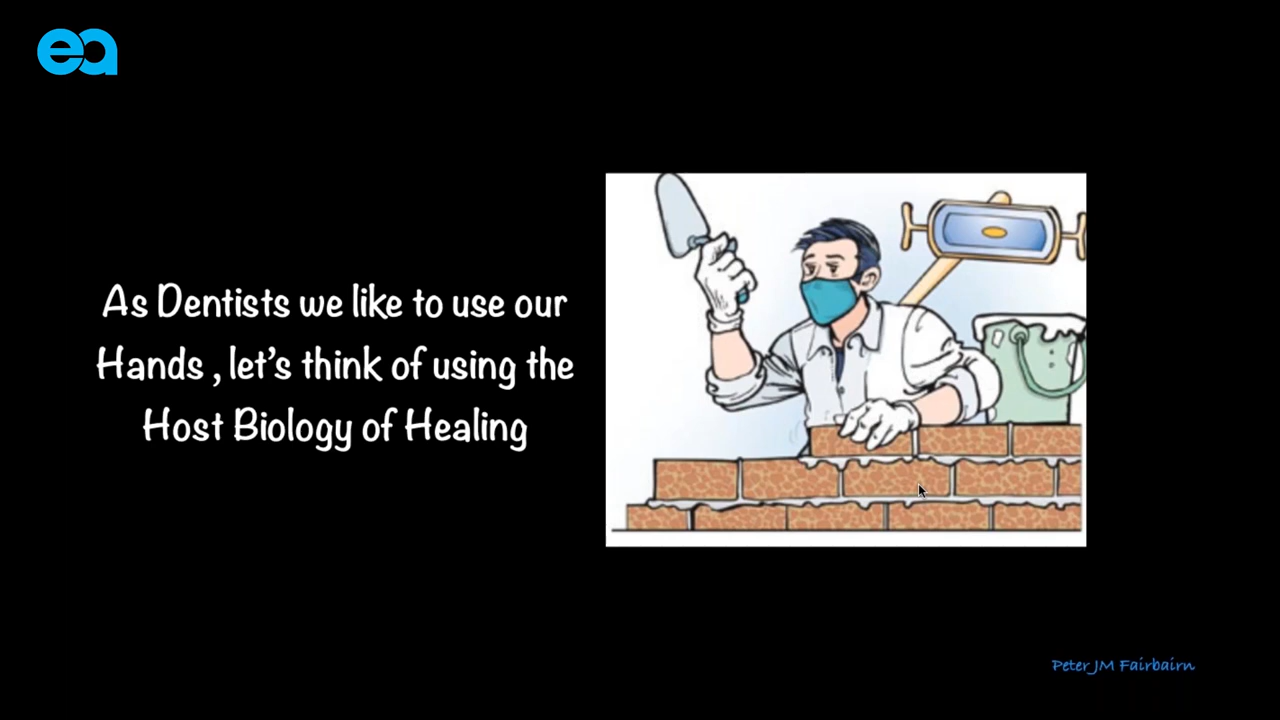 ea
As Dentists we like to use our
Hands , let's think of using the
Host Biology of Healing
Peter JM Fairbairn